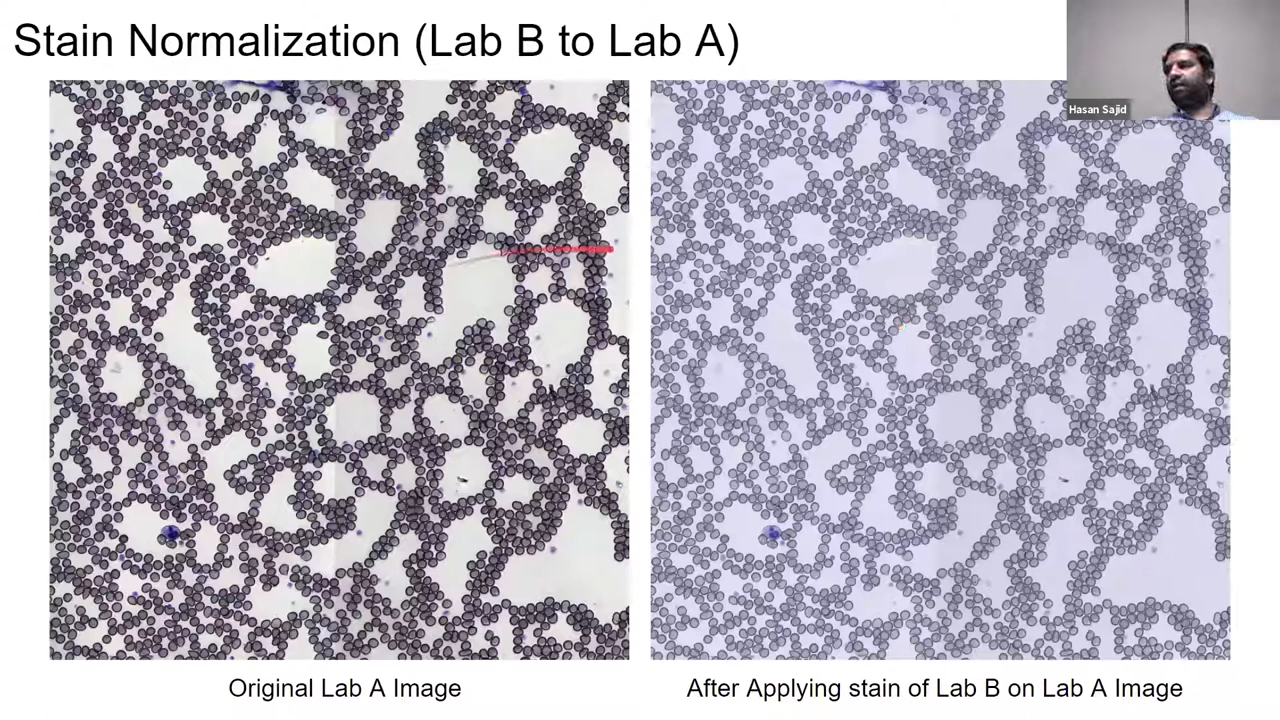 Stain Normalization (Lab B to Lab A)
Hasan Sajid
Original Lab A Image
After Applying stain of Lab B on Lab A Image